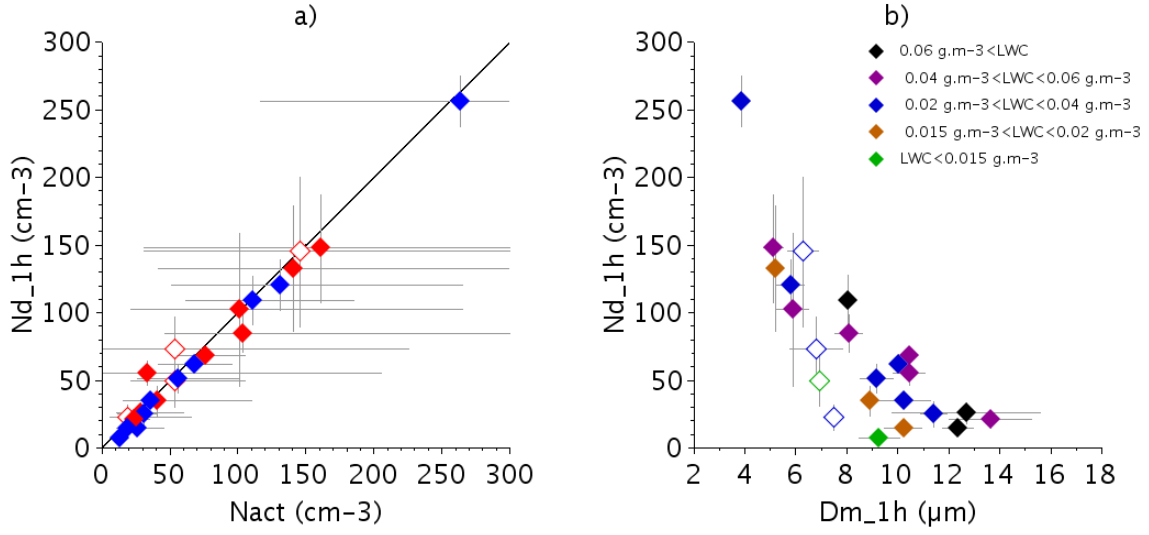 a)
300
250
200
150
100
50
0
Nd_1h (cm-3)
0 50 100 150 200 250 300
Nact (cm-3)
b)
300
250
200
150
100
50
0
Nd_1h (cm-3)
0.06 g.m-3<LWC
0.04 g.m-3<LWC<0.06 g.m-3
0.02 g.m-3<LWC<0.04 g.m-3
0.015 g.m-3<LWC<0.02 g.m-3
LWC<0.015 g.m-3
2 4 6 8 10 12 14 16 18
Dm_1h (µm)